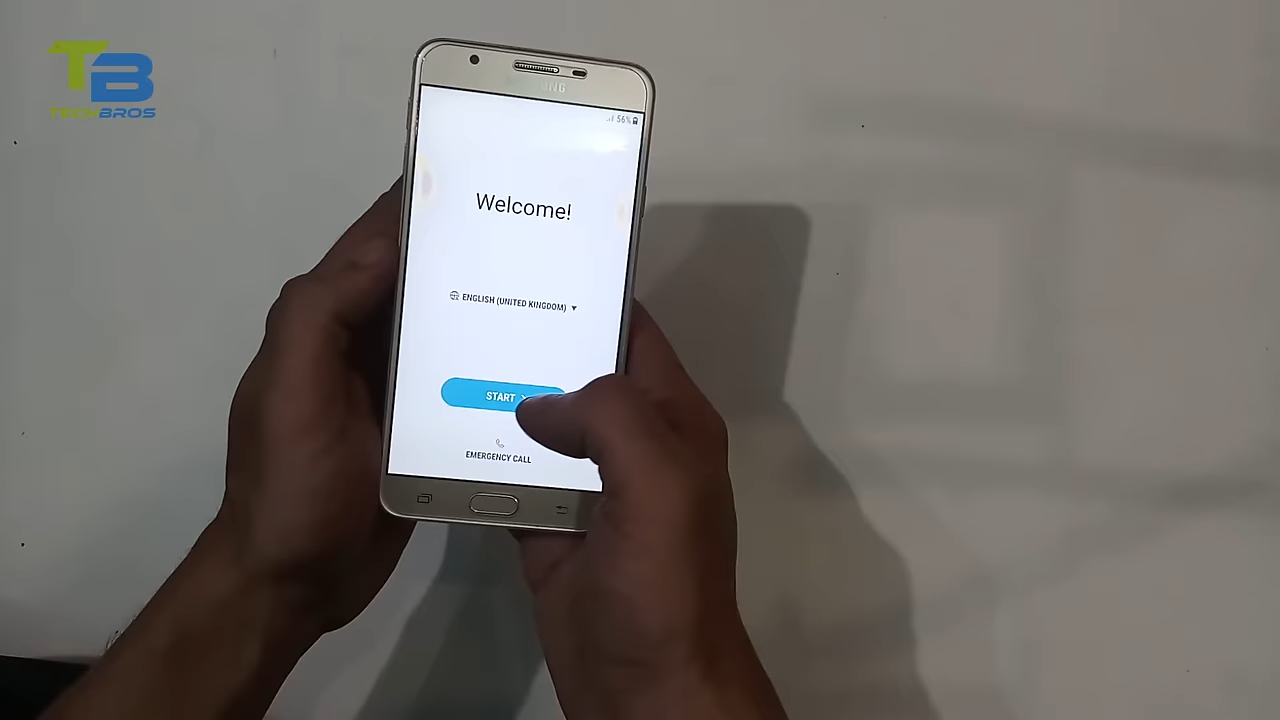 TB
TECHBROS
56%
Welcome!
ENGLISH (UNITED KINGDOM)
START
EMERGENCY CALL